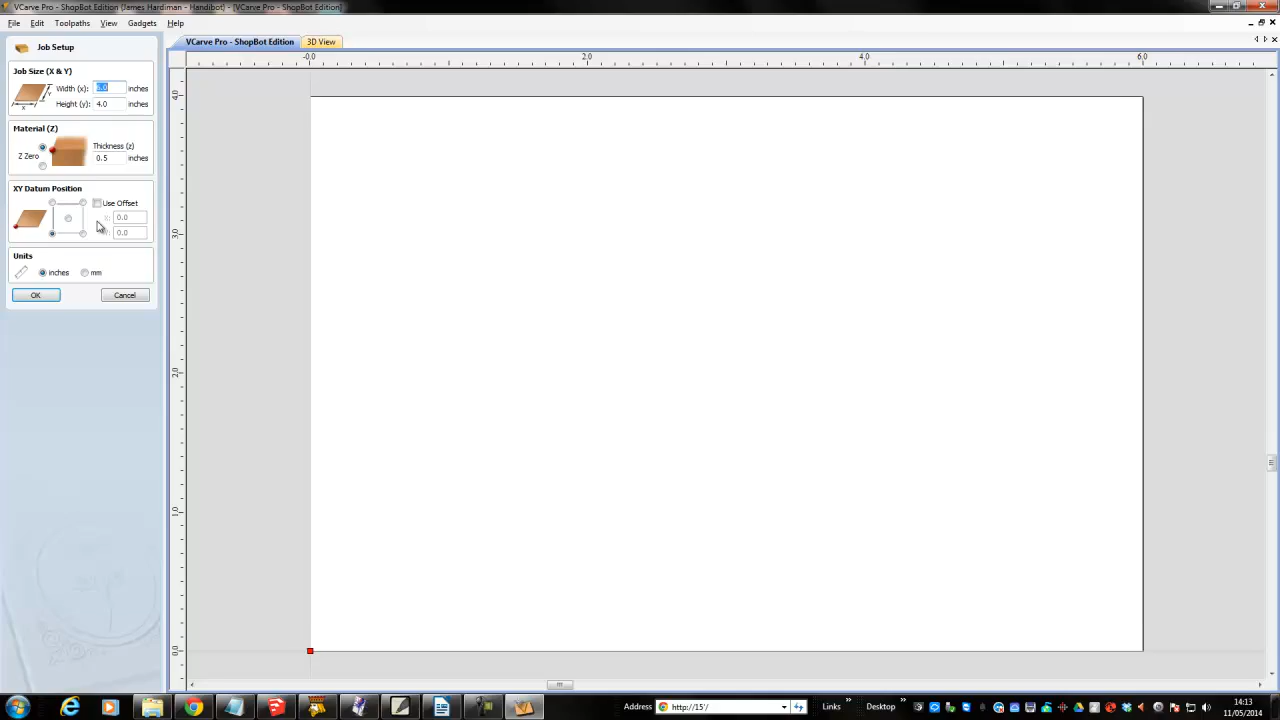 VCarve Pro - ShopBot Edition (James Hardiman - Handibot) - [VCarve Pro - ShopBot Edition]
File Edit Toolpaths View Gadgets Help
Job Setup
VCarve Pro - ShopBot Edition 3D View
-0.0 2.0 4.0 6.0
Job Size (X & Y)
Width (x): 6.0 inches
Height (y): 4.0 inches
Material (Z)
Thickness (z)
Z Zero 0.5 inches
XY Datum Position
Use Offset
0.0
0.0
Units
inches mm
OK Cancel
4.0
3.0
2.0
1.0
0.0
Address http://15'/ Links » Desktop »
14:13
11/05/2014